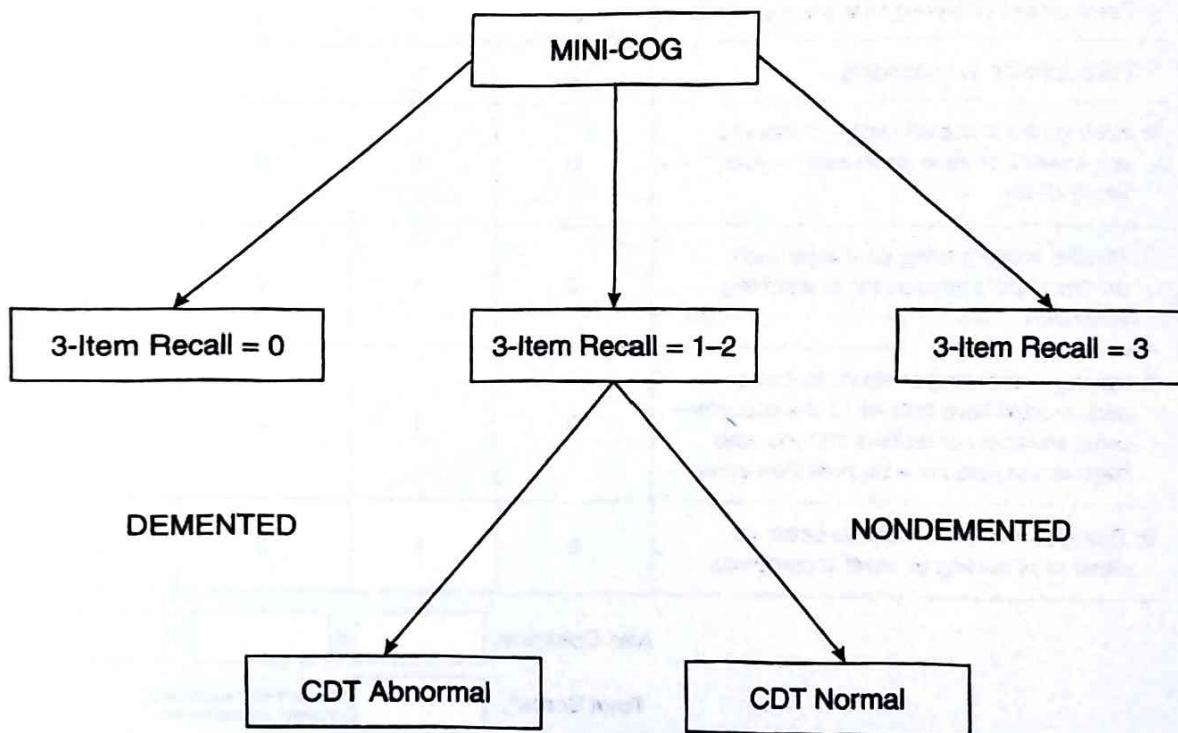 MINI-COG
3-Item Recall = 0
3-Item Recall = 1–2
3-Item Recall = 3
DEMENTED
NONDEMENTED
CDT Abnormal
CDT Normal